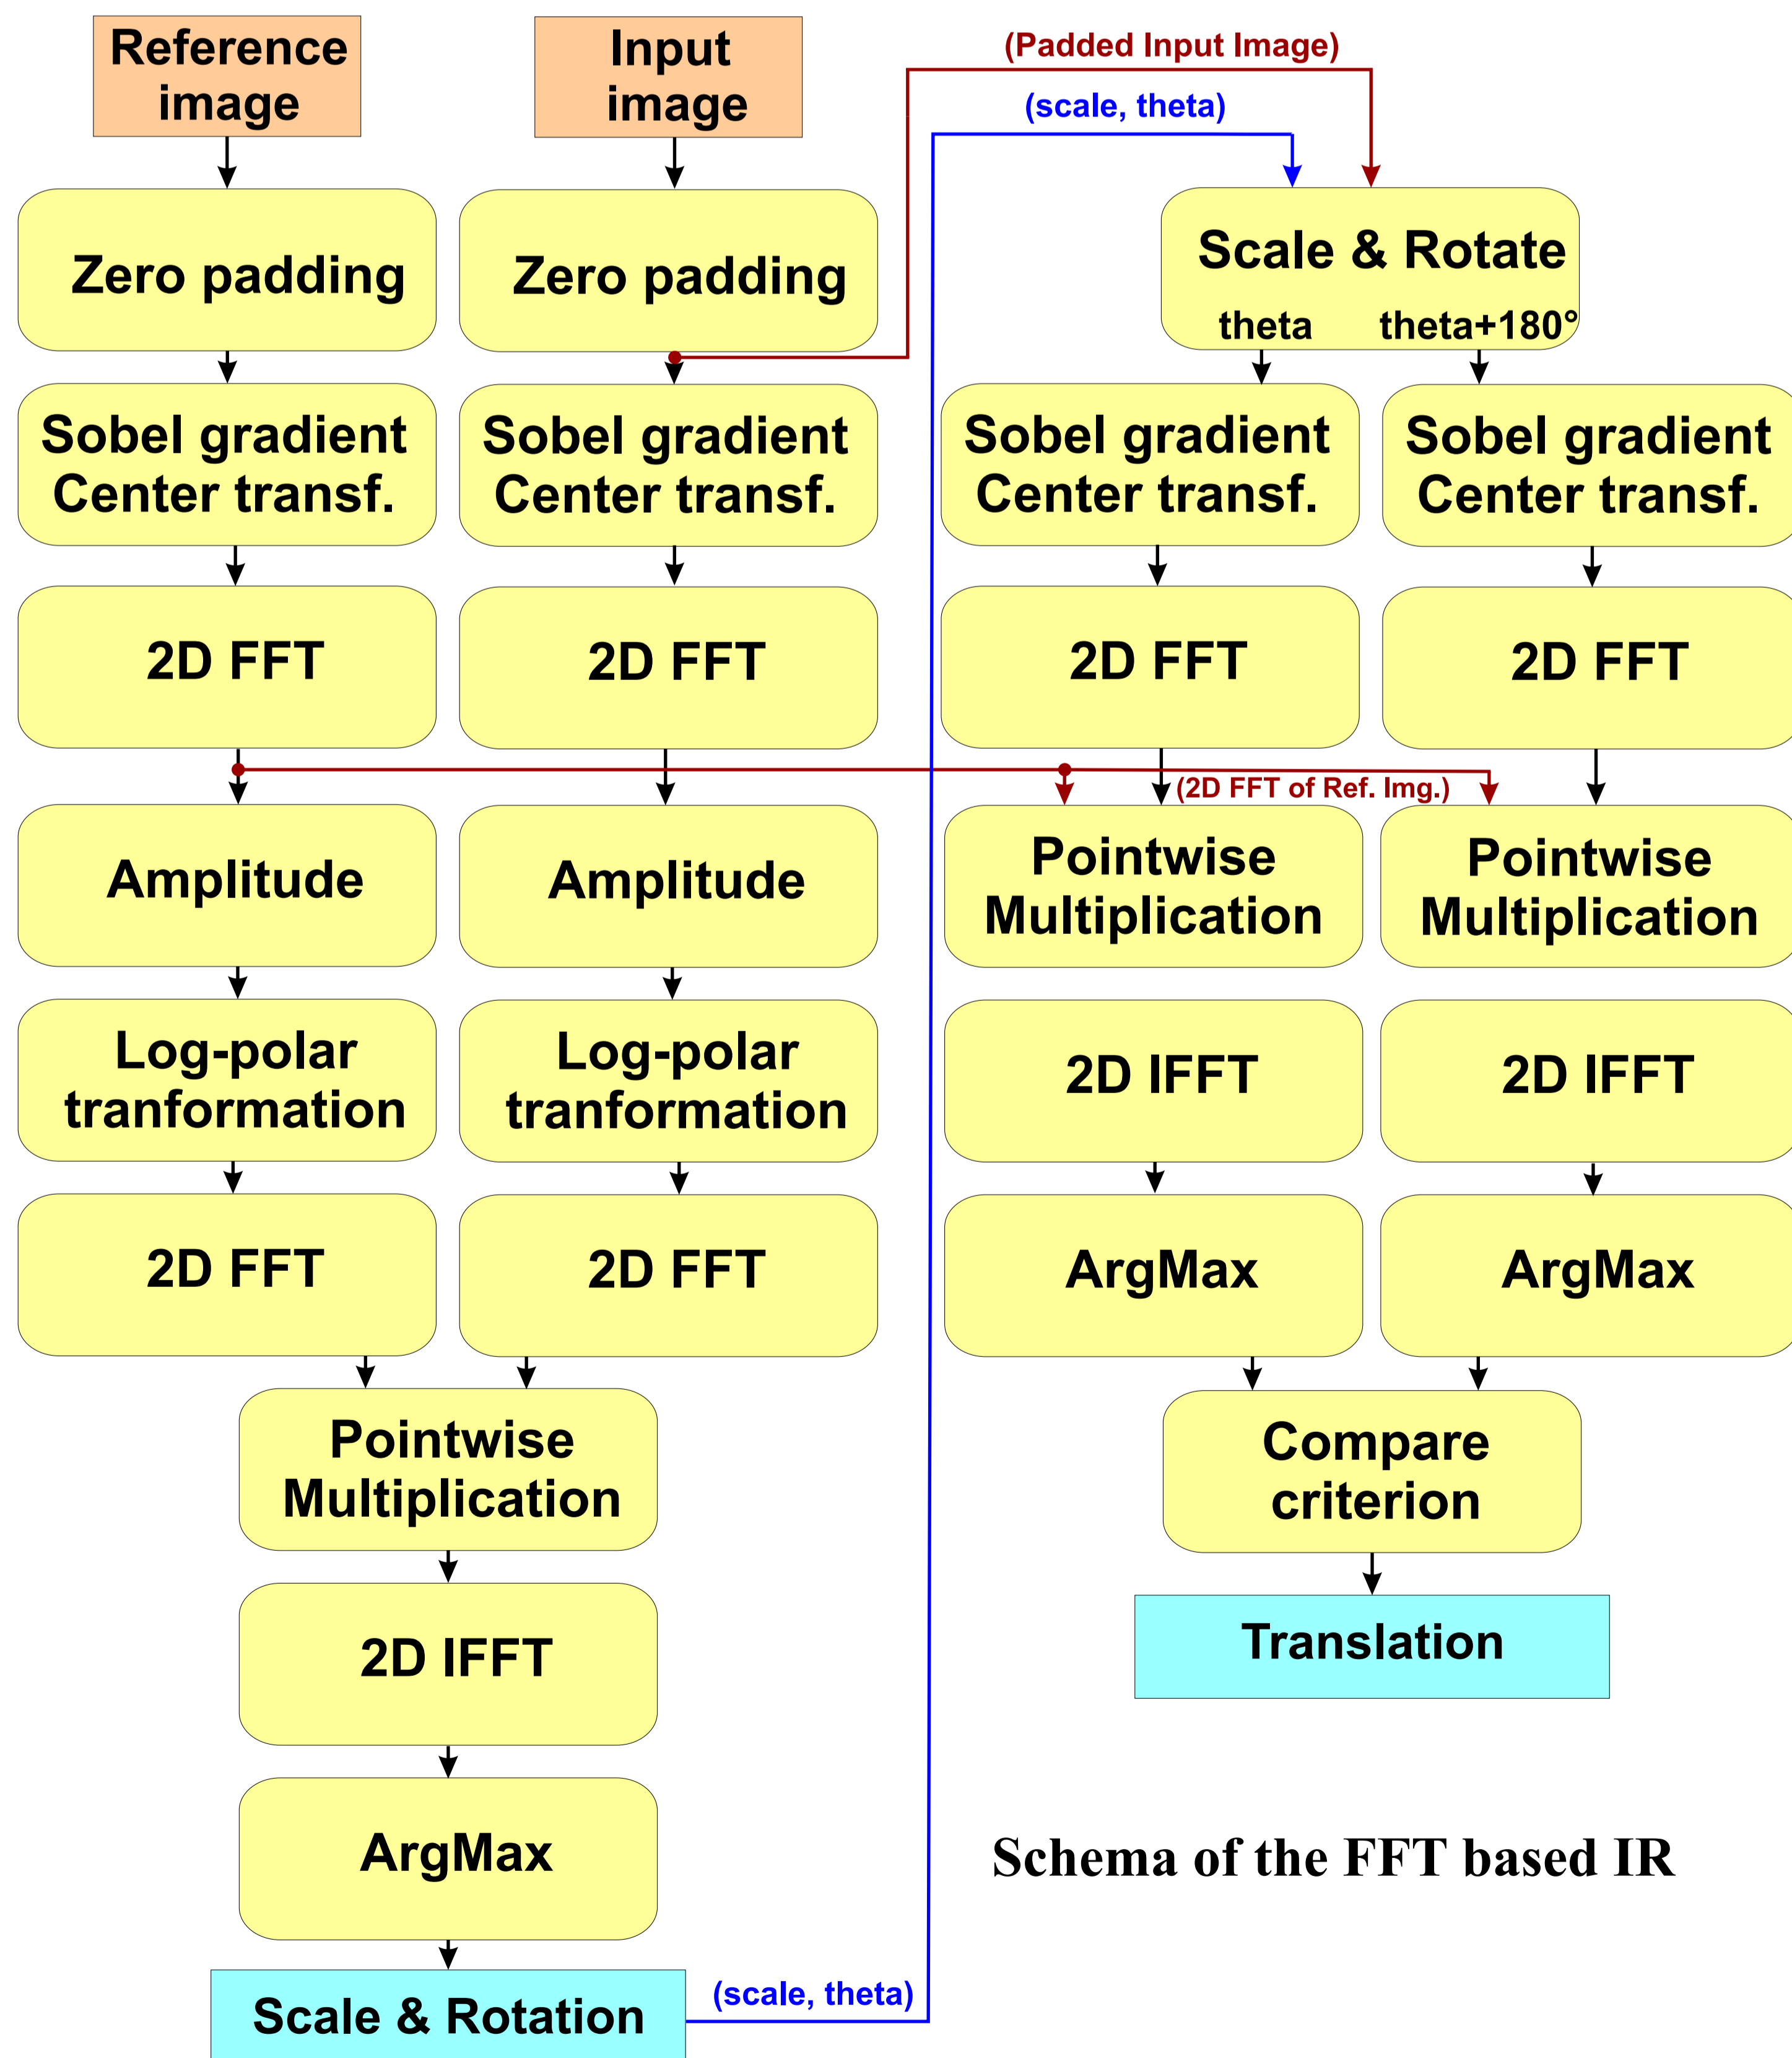 Reference
image
Input
image
(Padded Input Image)
(scale, theta)
Zero padding
Zero padding
Scale & Rotate
theta
theta+180°
Sobel gradient
Center transf.
Sobel gradient
Center transf.
Sobel gradient
Center transf.
Sobel gradient
Center transf.
2D FFT
2D FFT
2D FFT
2D FFT
(2D FFT of Ref. Img.)
Amplitude
Amplitude
Pointwise
Multiplication
Pointwise
Multiplication
Log-polar
tranformation
Log-polar
tranformation
2D IFFT
2D IFFT
2D FFT
2D FFT
ArgMax
ArgMax
Pointwise
Multiplication
Compare
criterion
2D IFFT
Translation
ArgMax
Schema of the FFT based IR
Scale & Rotation
(scale, theta)